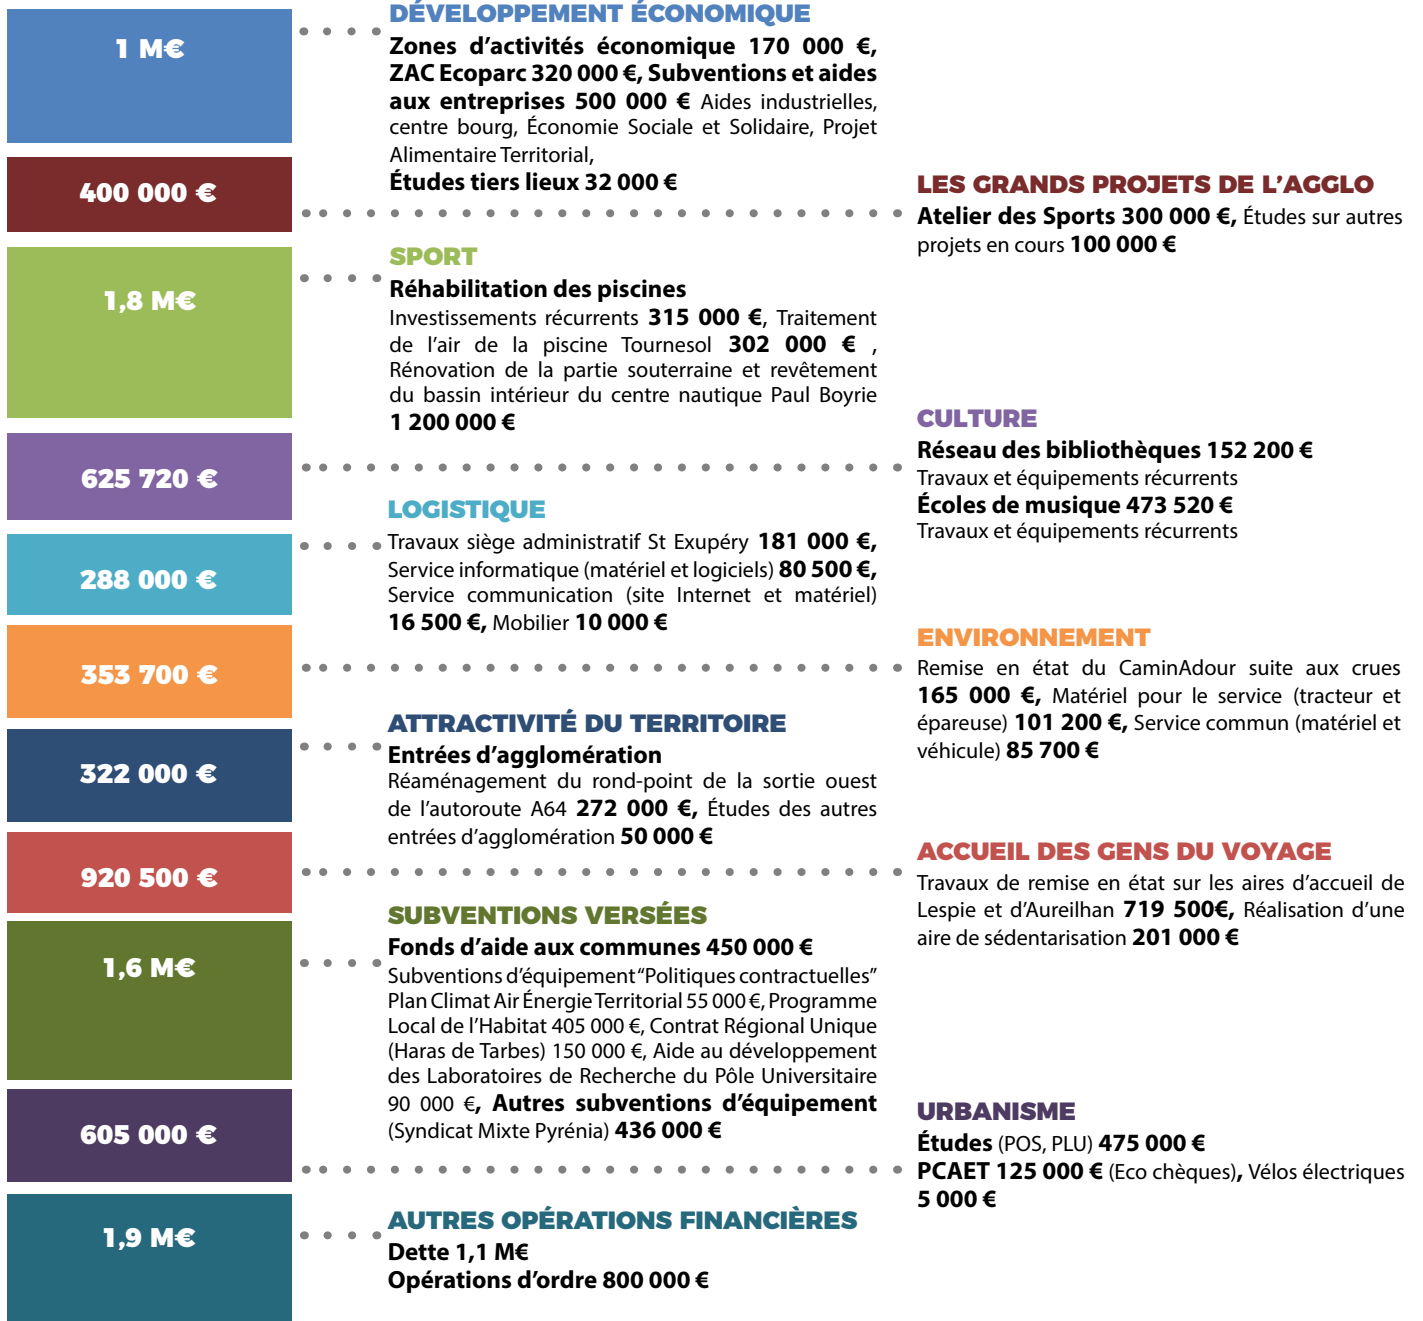 1 M€
DÉVELOPPEMENT ÉCONOMIQUE
Zones d’activités économique 170 000 €,
ZAC Ecoparc 320 000 €, Subventions et aides
aux entreprises 500 000 € Aides industrielles,
centre bourg, Économie Sociale et Solidaire, Projet
Alimentaire Territorial,
Études tiers lieux 32 000 €
400 000 €
LES GRANDS PROJETS DE L’AGGLO
Atelier des Sports 300 000 €, Études sur autres
projets en cours 100 000 €
1,8 M€
SPORT
Réhabilitation des piscines
Investissements récurrents 315 000 €, Traitement
de l’air de la piscine Tournesol 302 000 € ,
Rénovation de la partie souterraine et revêtement
du bassin intérieur du centre nautique Paul Boyrie
1 200 000 €
625 720 €
CULTURE
Réseau des bibliothèques 152 200 €
Travaux et équipements récurrents
Écoles de musique 473 520 €
Travaux et équipements récurrents
288 000 €
LOGISTIQUE
Travaux siège administratif St Exupéry 181 000 €,
Service informatique (matériel et logiciels) 80 500 €,
Service communication (site Internet et matériel)
16 500 €, Mobilier 10 000 €
353 700 €
ENVIRONNEMENT
Remise en état du CaminAdour suite aux crues
165 000 €, Matériel pour le service (tracteur et
épareuse) 101 200 €, Service commun (matériel et
véhicule) 85 700 €
322 000 €
ATTRACTIVITÉ DU TERRITOIRE
Entrées d’agglomération
Réaménagement du rond-point de la sortie ouest
de l’autoroute A64 272 000 €, Études des autres
entrées d’agglomération 50 000 €
920 500 €
ACCUEIL DES GENS DU VOYAGE
Travaux de remise en état sur les aires d’accueil de
Lespie et d’Aureilhan 719 500€, Réalisation d’une
aire de sédentarisation 201 000 €
1,6 M€
SUBVENTIONS VERSÉES
Fonds d’aide aux communes 450 000 €
Subventions d’équipement “Politiques contractuelles”
Plan Climat Air Énergie Territorial 55 000 €, Programme
Local de l’Habitat 405 000 €, Contrat Régional Unique
(Haras de Tarbes) 150 000 €, Aide au développement
des Laboratoires de Recherche du Pôle Universitaire
90 000 €, Autres subventions d’équipement
(Syndicat Mixte Pyrénia) 436 000 €
605 000 €
URBANISME
Études (POS, PLU) 475 000 €
PCAET 125 000 € (Eco chèques), Vélos électriques
5 000 €
1,9 M€
AUTRES OPÉRATIONS FINANCIÈRES
Dette 1,1 M€
Opérations d’ordre 800 000 €